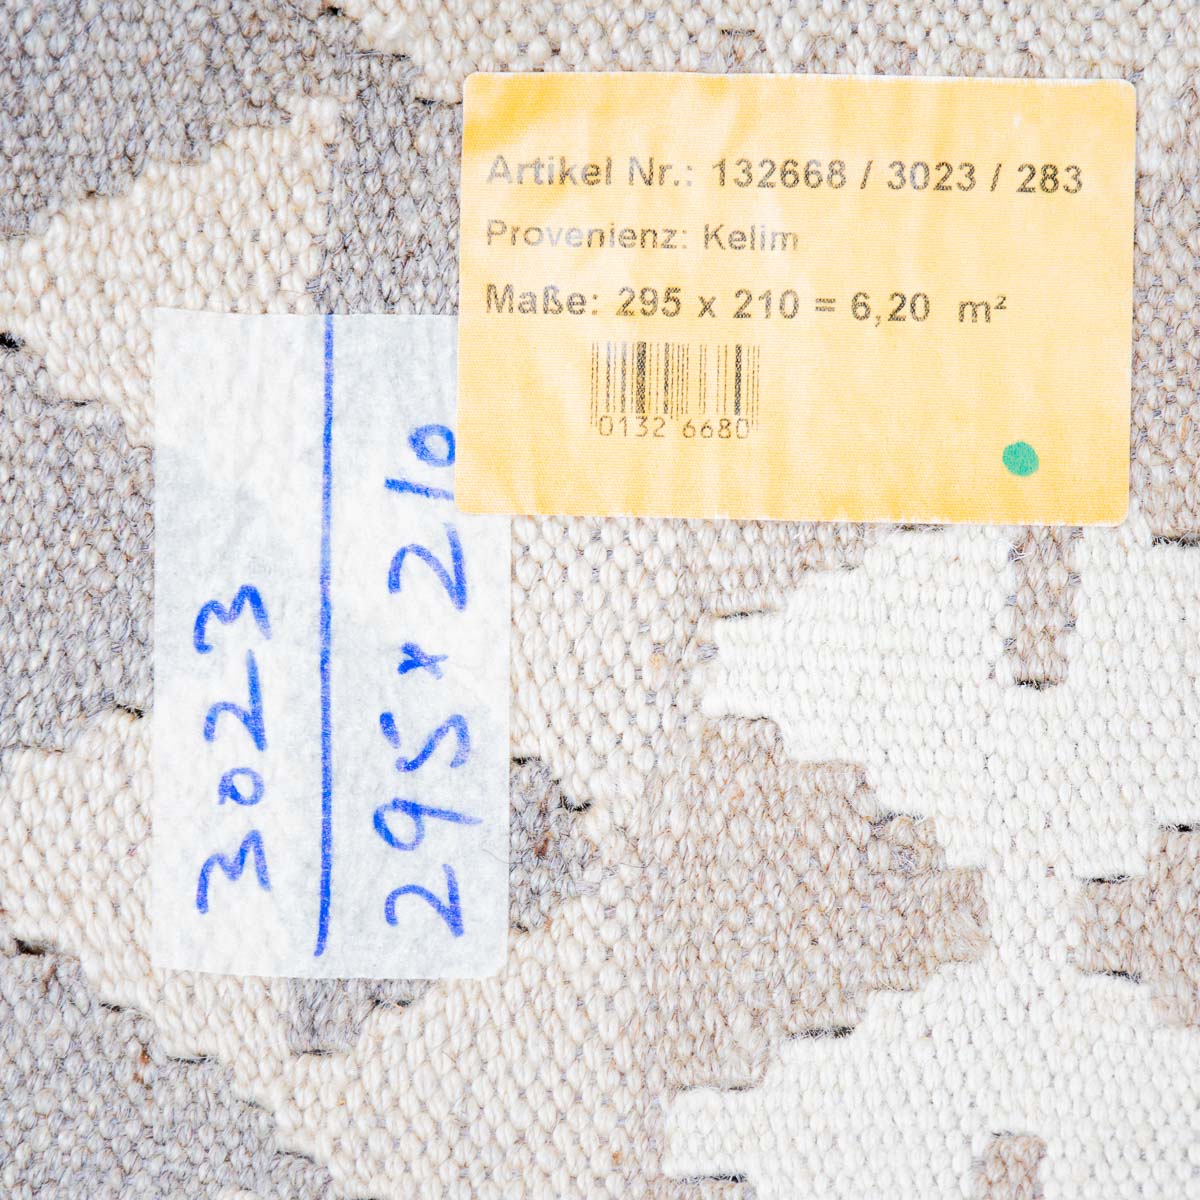 Artikel Nr.: 132668 / 3023 / 283
Provenienz: Kelim
Maße: 295 x 210 = 6,20 m²
0132 6680
3023
295 x 210